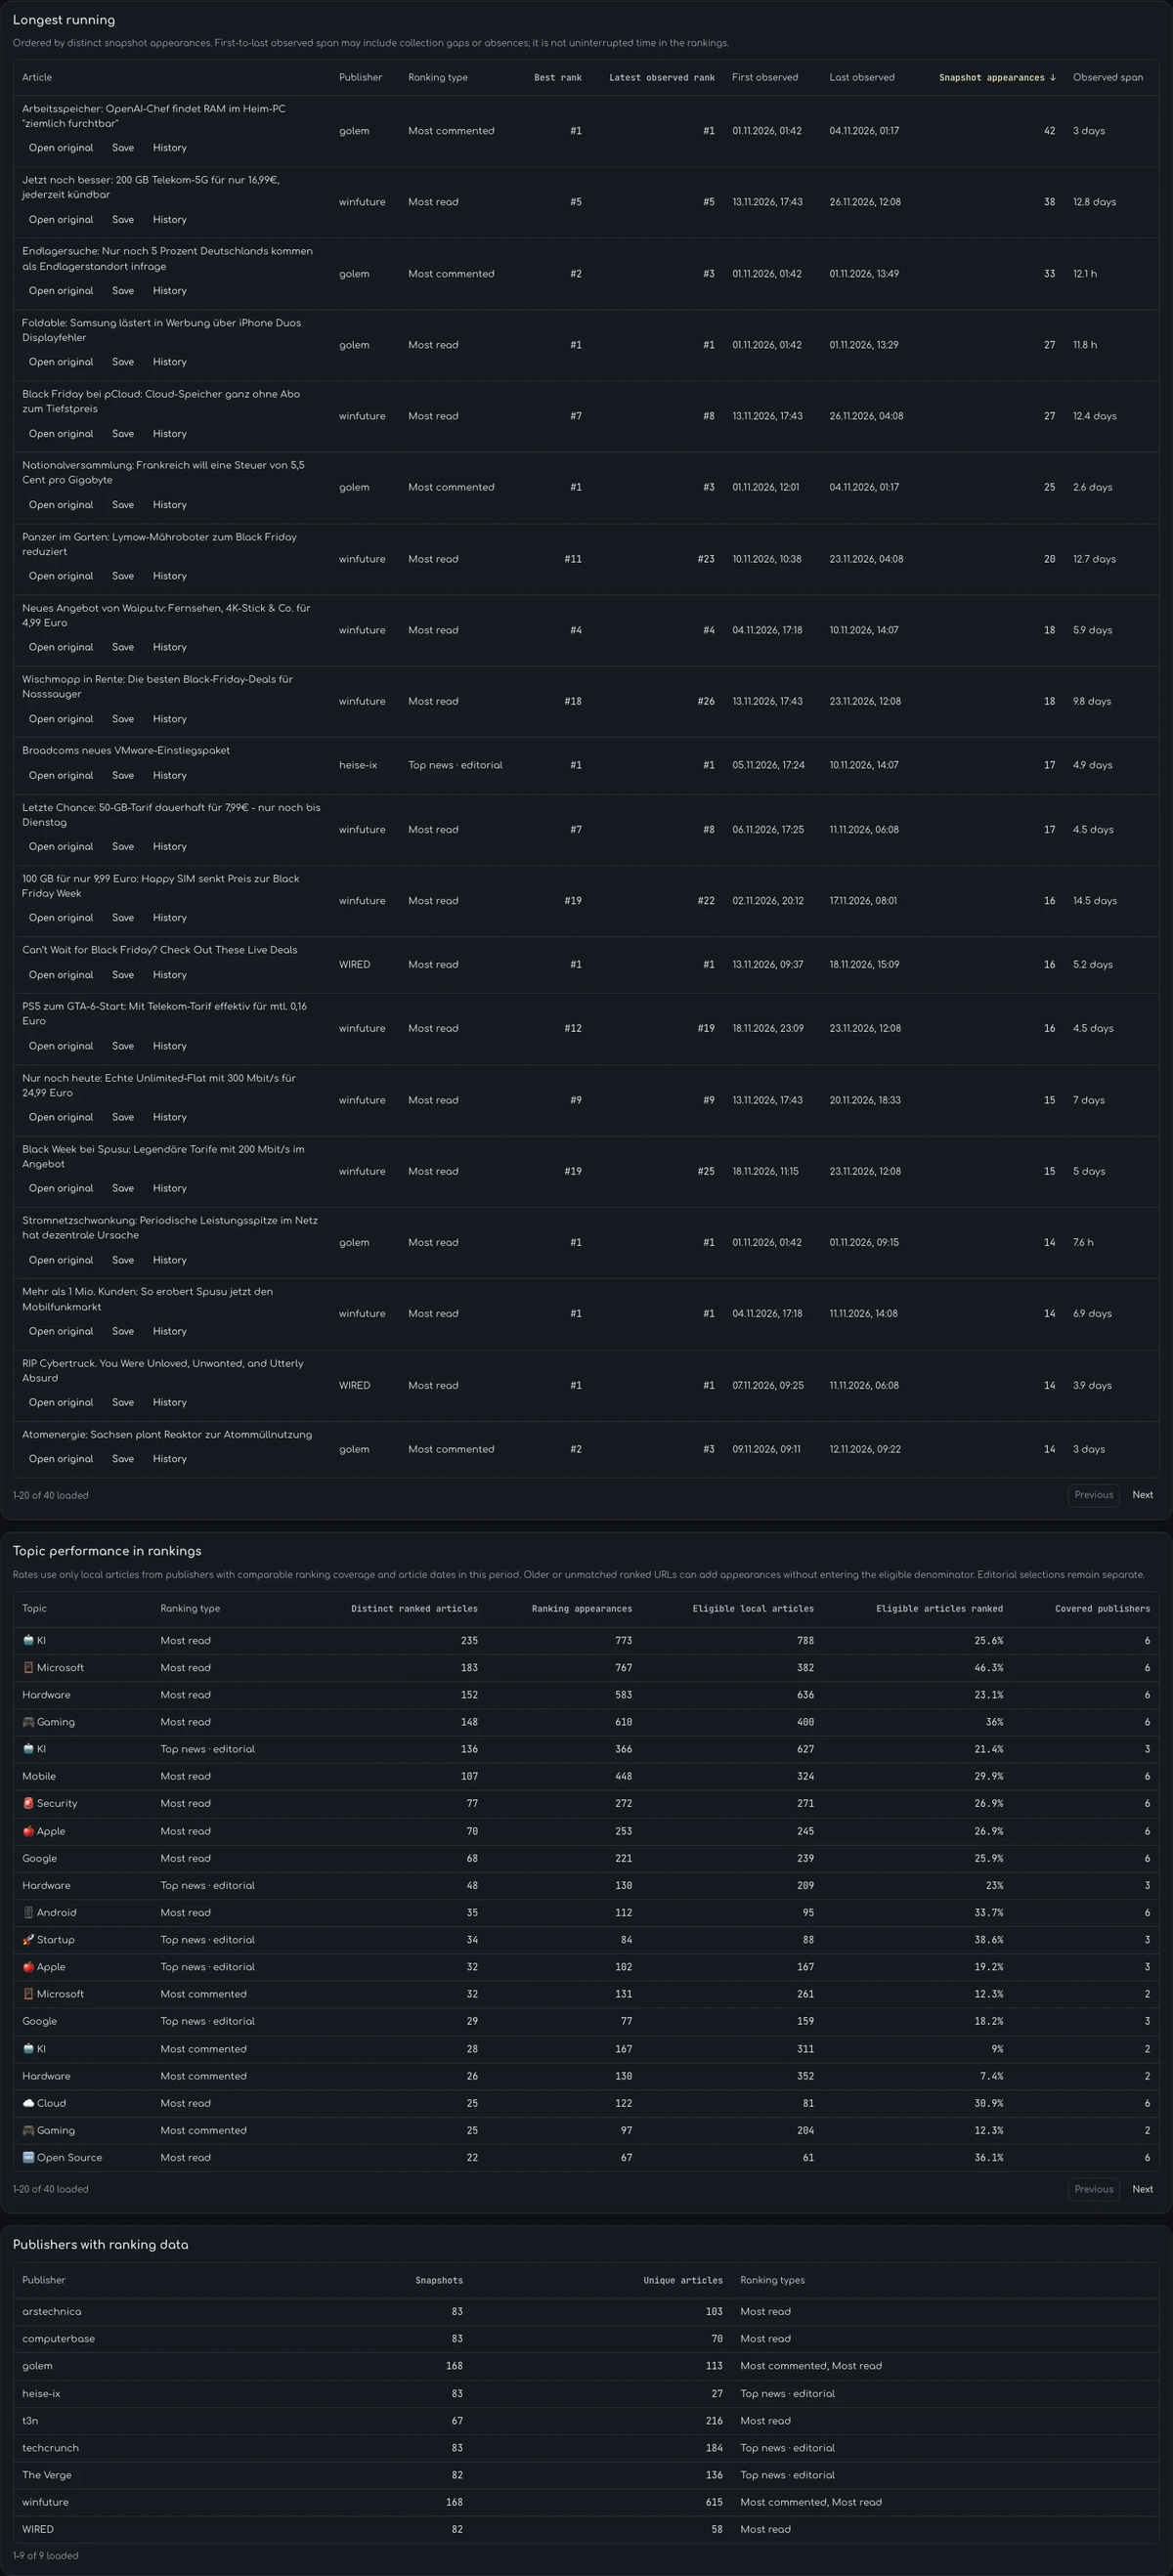 Longest running
Ordered by distinct snapshot appearances. First-to-last observed span may include collection gaps or absences; it is not uninterrupted time in the rankings.
Article Publisher Ranking type Best rank Latest observed rank First observed Last observed Snapshot appearances ↓ Observed span
Arbeitsspeicher: OpenAI-Chef findet RAM im Heim-PC
"ziemlich furchtbar"
golem Most commented #1 #1 01.11.2026, 01:42 04.11.2026, 01:17 42 3 days
Open original Save History
Jetzt noch besser: 200 GB Telekom-5G für nur 16,99€,
jederzeit kündbar
winfuture Most read #5 #5 13.11.2026, 17:43 26.11.2026, 12:08 38 12.8 days
Open original Save History
Endlagersuche: Nur noch 5 Prozent Deutschlands kommen
als Endlagerstandort infrage
golem Most commented #2 #3 01.11.2026, 01:42 01.11.2026, 13:49 33 12.1 h
Open original Save History
Foldable: Samsung lästert in Werbung über iPhone Duos
Displayfehler
golem Most read #1 #1 01.11.2026, 01:42 01.11.2026, 13:29 27 11.8 h
Open original Save History
Black Friday bei pCloud: Cloud-Speicher ganz ohne Abo
zum Tiefstpreis
winfuture Most read #7 #8 13.11.2026, 17:43 26.11.2026, 04:08 27 12.4 days
Open original Save History
Nationalversammlung: Frankreich will eine Steuer von 5,5
Cent pro Gigabyte
golem Most commented #1 #3 01.11.2026, 12:01 04.11.2026, 01:17 25 2.6 days
Open original Save History
Panzer im Garten: Lymow-Mähroboter zum Black Friday
reduziert
winfuture Most read #11 #23 10.11.2026, 10:38 23.11.2026, 04:08 20 12.7 days
Open original Save History
Neues Angebot von Waipu.tv: Fernsehen, 4K-Stick & Co. für
4,99 Euro
winfuture Most read #4 #4 04.11.2026, 17:18 10.11.2026, 14:07 18 5.9 days
Open original Save History
Wischmopp in Rente: Die besten Black-Friday-Deals für
Nasssauger
winfuture Most read #18 #26 13.11.2026, 17:43 23.11.2026, 12:08 18 9.8 days
Open original Save History
Broadcoms neues VMware-Einstiegspaket
heise-ix Top news · editorial #1 #1 05.11.2026, 17:24 10.11.2026, 14:07 17 4.9 days
Open original Save History
Letzte Chance: 50-GB-Tarif dauerhaft für 7,99€ - nur noch bis
Dienstag
winfuture Most read #7 #8 06.11.2026, 17:25 11.11.2026, 06:08 17 4.5 days
Open original Save History
100 GB für nur 9,99 Euro: Happy SIM senkt Preis zur Black
Friday Week
winfuture Most read #19 #22 02.11.2026, 20:12 17.11.2026, 08:01 16 14.5 days
Open original Save History
Can't Wait for Black Friday? Check Out These Live Deals
WIRED Most read #1 #1 13.11.2026, 09:37 18.11.2026, 15:09 16 5.2 days
Open original Save History
PS5 zum GTA-6-Start: Mit Telekom-Tarif effektiv für mtl. 0,16
Euro
winfuture Most read #12 #19 18.11.2026, 23:09 23.11.2026, 12:08 16 4.5 days
Open original Save History
Nur noch heute: Echte Unlimited-Flat mit 300 Mbit/s für
24,99 Euro
winfuture Most read #9 #9 13.11.2026, 17:43 20.11.2026, 18:33 15 7 days
Open original Save History
Black Week bei Spusu: Legendäre Tarife mit 200 Mbit/s im
Angebot
winfuture Most read #19 #25 18.11.2026, 11:15 23.11.2026, 12:08 15 5 days
Open original Save History
Stromnetzschwankung: Periodische Leistungsspitze im Netz
hat dezentrale Ursache
golem Most read #1 #1 01.11.2026, 01:42 01.11.2026, 09:15 14 7.6 h
Open original Save History
Mehr als 1 Mio. Kunden: So erobert Spusu jetzt den
Mobilfunkmarkt
winfuture Most read #1 #1 04.11.2026, 17:18 11.11.2026, 14:08 14 6.9 days
Open original Save History
RIP Cybertruck. You Were Unloved, Unwanted, and Utterly
Absurd
WIRED Most read #1 #1 07.11.2026, 09:25 11.11.2026, 06:08 14 3.9 days
Open original Save History
Atomenergie: Sachsen plant Reaktor zur Atommüllnutzung
golem Most commented #2 #3 09.11.2026, 09:11 12.11.2026, 09:22 14 3 days
Open original Save History
1-20 of 40 loaded Previous Next
Topic performance in rankings
Rates use only local articles from publishers with comparable ranking coverage and article dates in this period. Older or unmatched ranked URLs can add appearances without entering the eligible denominator. Editorial selections remain separate.
Topic Ranking type Distinct ranked articles Ranking appearances Eligible local articles Eligible articles ranked Covered publishers
🤖 KI Most read 235 773 788 25.6% 6
🪟 Microsoft Most read 183 767 382 46.3% 6
Hardware Most read 152 583 636 23.1% 6
🎮 Gaming Most read 148 610 400 36% 6
🤖 KI Top news · editorial 136 366 627 21.4% 3
Mobile Most read 107 448 324 29.9% 6
🚨 Security Most read 77 272 271 26.9% 6
🍎 Apple Most read 70 253 245 26.9% 6
Google Most read 68 221 239 25.9% 6
Hardware Top news · editorial 48 130 209 23% 3
📱 Android Most read 35 112 95 33.7% 6
🚀 Startup Top news · editorial 34 84 88 38.6% 3
🍎 Apple Top news · editorial 32 102 167 19.2% 3
🪟 Microsoft Most commented 32 131 261 12.3% 2
Google Top news · editorial 29 77 159 18.2% 3
🤖 KI Most commented 28 167 311 9% 2
Hardware Most commented 26 130 352 7.4% 2
☁️ Cloud Most read 25 122 81 30.9% 6
🎮 Gaming Most commented 25 97 204 12.3% 2
🆓 Open Source Most read 22 67 61 36.1% 6
1-20 of 40 loaded Previous Next
Publishers with ranking data
Publisher Snapshots Unique articles Ranking types
arstechnica 83 103 Most read
computerbase 83 70 Most read
golem 168 113 Most commented, Most read
heise-ix 83 27 Top news · editorial
t3n 67 216 Most read
techcrunch 83 184 Top news · editorial
The Verge 82 136 Top news · editorial
winfuture 168 615 Most commented, Most read
WIRED 82 58 Most read
1-9 of 9 loaded